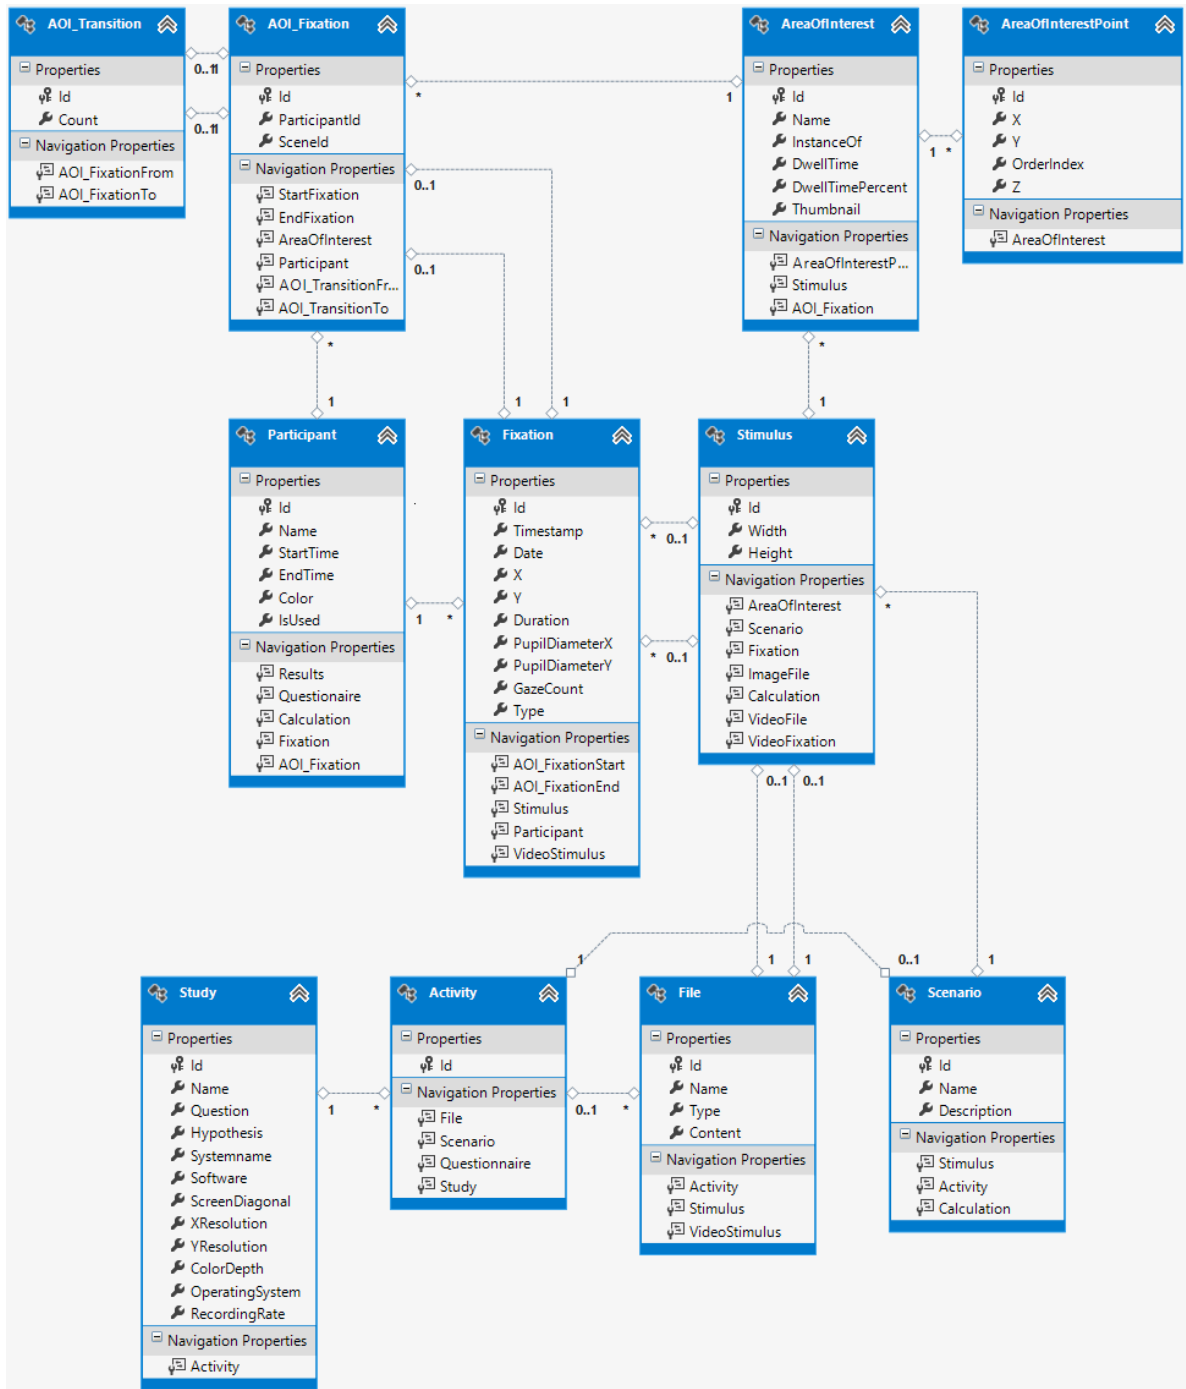 AOI_Transition
Properties
Id
Count
Navigation Properties
AOI_FixationFrom
AOI_FixationTo
0..1
1
0..1
1
AOI_Fixation
Properties
Id
ParticipantId
SceneId
Navigation Properties
StartFixation
EndFixation
AreaOfInterest
Participant
AOI_TransitionFr...
AOI_TransitionTo
*
1
0..1
0..1
AreaOfInterest
Properties
Id
Name
InstanceOf
DwellTime
DwellTimePercent
Thumbnail
Navigation Properties
AreaOfInterestP...
Stimulus
AOI_Fixation
1 *
AreaOfInterestPoint
Properties
Id
X
Y
OrderIndex
Z
Navigation Properties
AreaOfInterest
*
1
1
1
*
1
Participant
Properties
Id
Name
StartTime
EndTime
Color
IsUsed
Navigation Properties
Results
Questionaire
Calculation
Fixation
AOI_Fixation
1 *
Fixation
Properties
Id
Timestamp
Date
X
Y
Duration
PupilDiameterX
PupilDiameterY
GazeCount
Type
Navigation Properties
AOI_FixationStart
AOI_FixationEnd
Stimulus
Participant
VideoStimulus
* 0..1
* 0..1
Stimulus
Properties
Id
Width
Height
Navigation Properties
AreaOfInterest
Scenario
Fixation
ImageFile
Calculation
VideoFile
VideoFixation
*
0..1 0..1
1
1
1
0..1
1
Study
Properties
Id
Name
Question
Hypothesis
Systemname
Software
ScreenDiagonal
XResolution
YResolution
ColorDepth
OperatingSystem
RecordingRate
Navigation Properties
Activity
1 *
Activity
Properties
Id
Navigation Properties
File
Scenario
Questionnaire
Study
0..1 *
File
Properties
Id
Name
Type
Content
Navigation Properties
Activity
Stimulus
VideoStimulus
Scenario
Properties
Id
Name
Description
Navigation Properties
Stimulus
Activity
Calculation